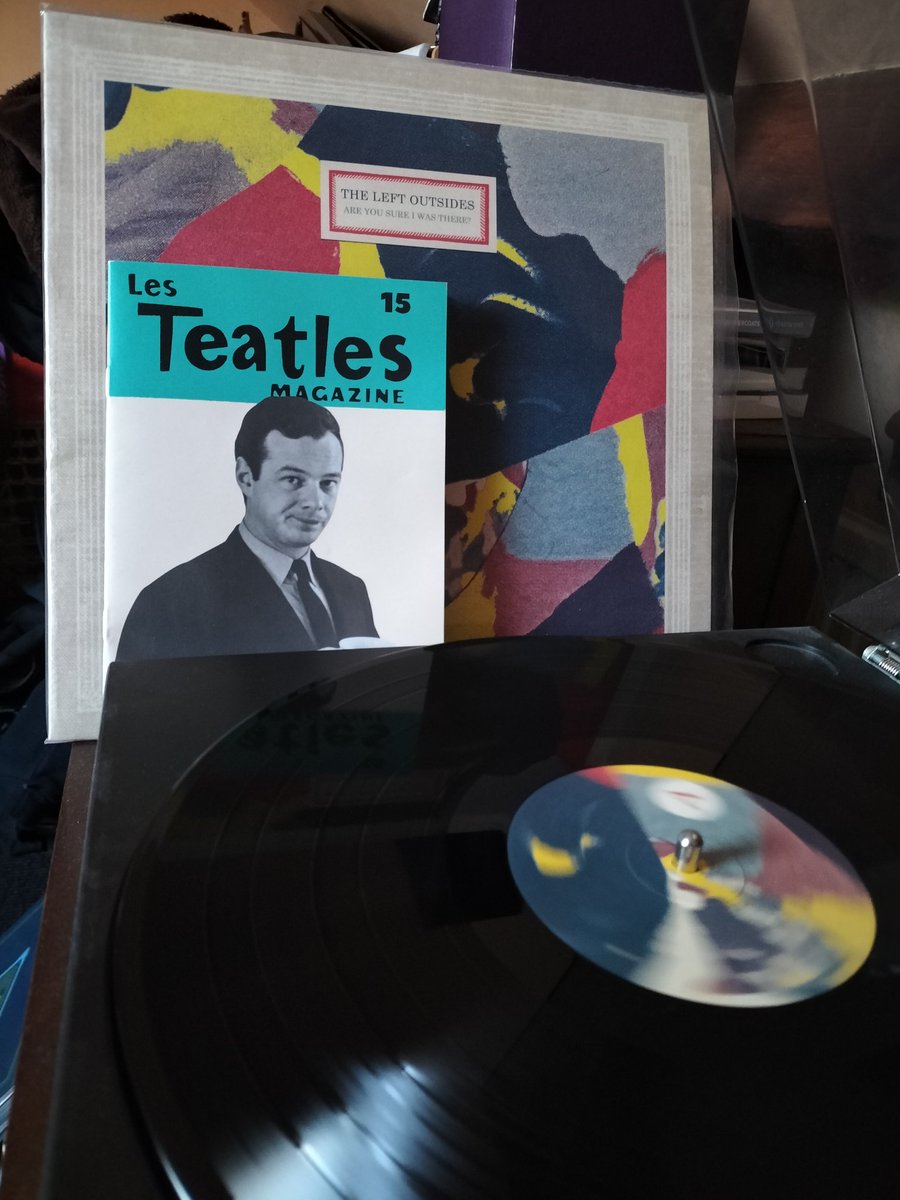 THE LEFT OUTSIDES
ARE YOU SURE I WAS THERE?
Les
15
Teatles
MAGAZINE